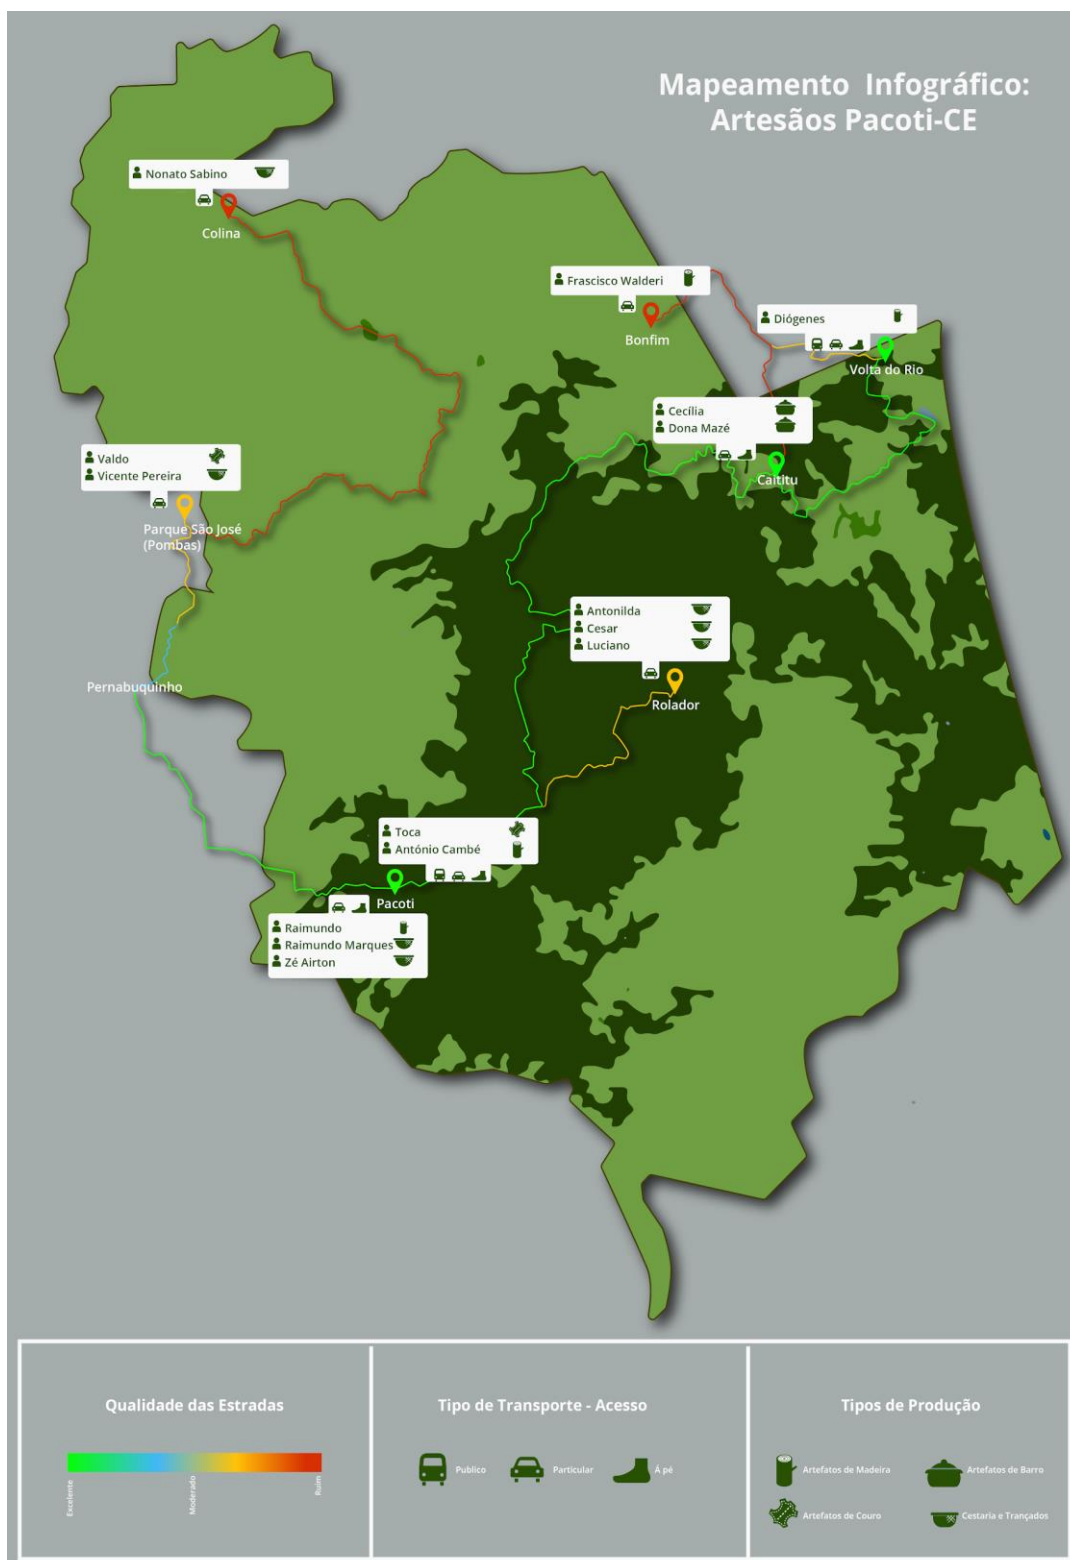 Mapeamento Infográfico:
Artesãos Pacoti-CE
Nonato Sabino
Colina
Frascisco Walderi
Bonfim
Diógenes
Volta do Rio
Cecília
Dona Mazé
Caititu
Valdo
Vicente Pereira
Parque São José
(Pombas)
Antonilda
Cesar
Luciano
Rolador
Pernabuquinho
Toca
António Cambé
Pacoti
Raimundo
Raimundo Marques
Zé Airton
Qualidade das Estradas
Excelente
Moderado
Ruim
Tipo de Transporte - Acesso
Publico
Particular
Á pé
Tipos de Produção
Artefatos de Madeira
Artefatos de Barro
Artefatos de Couro
Cestaria e Trançados